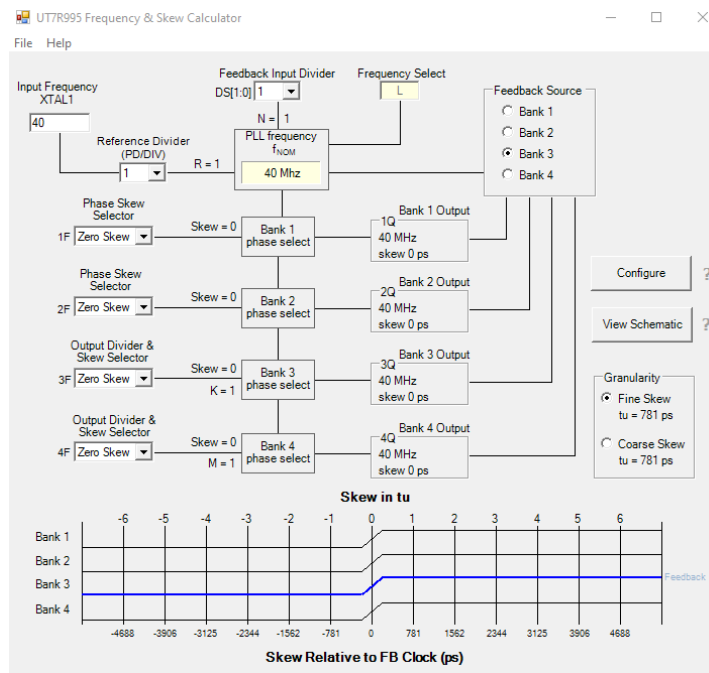 UT7R995 Frequency & Skew Calculator
File Help
Feedback Input Divider
DS[1:0] 1
Frequency Select
L
Input Frequency
XTAL1
40
N = 1
Reference Divider
(PD/DIV)
1
R = 1
PLL frequency
fNOM
40 Mhz
Feedback Source
Bank 1
Bank 2
Bank 3
Bank 4
Phase Skew
Selector
1F Zero Skew
Skew = 0
Bank 1
phase select
Bank 1 Output
1Q
40 MHz
skew 0 ps
Phase Skew
Selector
2F Zero Skew
Skew = 0
Bank 2
phase select
Bank 2 Output
2Q
40 MHz
skew 0 ps
Output Divider &
Skew Selector
3F Zero Skew
Skew = 0
K = 1
Bank 3
phase select
Bank 3 Output
3Q
40 MHz
skew 0 ps
Output Divider &
Skew Selector
4F Zero Skew
Skew = 0
M = 1
Bank 4
phase select
Bank 4 Output
4Q
40 MHz
skew 0 ps
Configure ?
View Schematic ?
Granularity
Fine Skew
tu = 781 ps
Coarse Skew
tu = 781 ps
Skew in tu
-6 -5 -4 -3 -2 -1 0 1 2 3 4 5 6
Bank 1
Bank 2
Bank 3
Feedback
Bank 4
-4688 -3906 -3125 -2344 -1562 -781 0 781 1562 2344 3125 3906 4688
Skew Relative to FB Clock (ps)